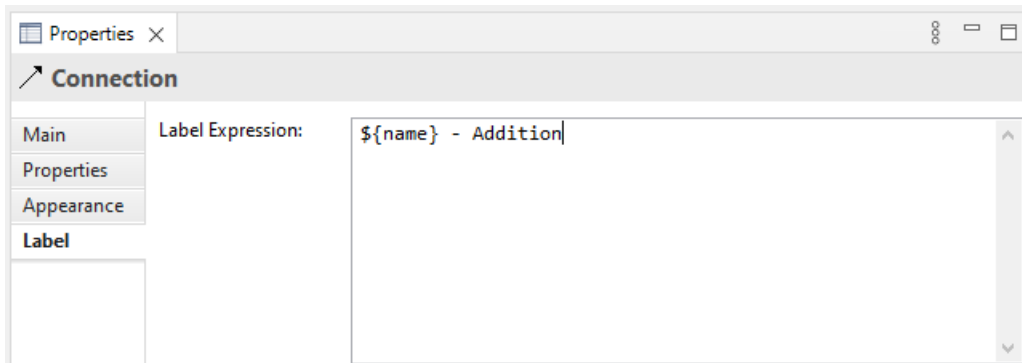 Properties
Connection
Main
Label Expression:
${name} - Addition
Properties
Appearance
Label